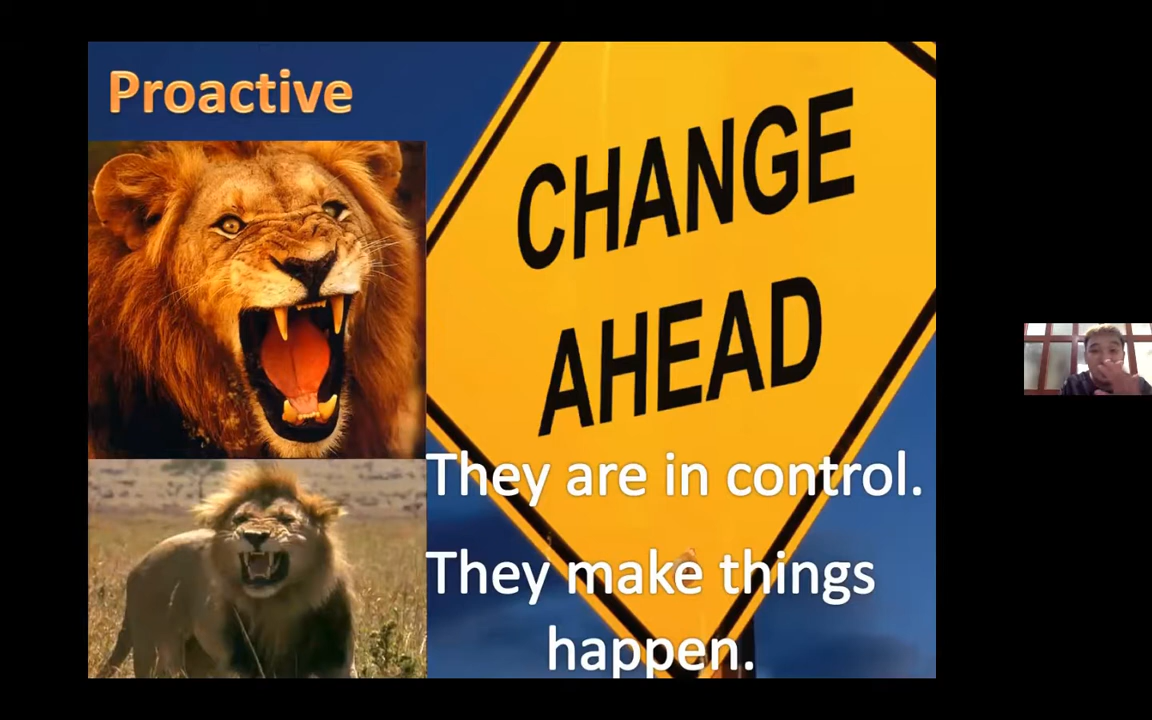 Proactive
CHANGE
AHEAD
They are in control.
They make things
happen.